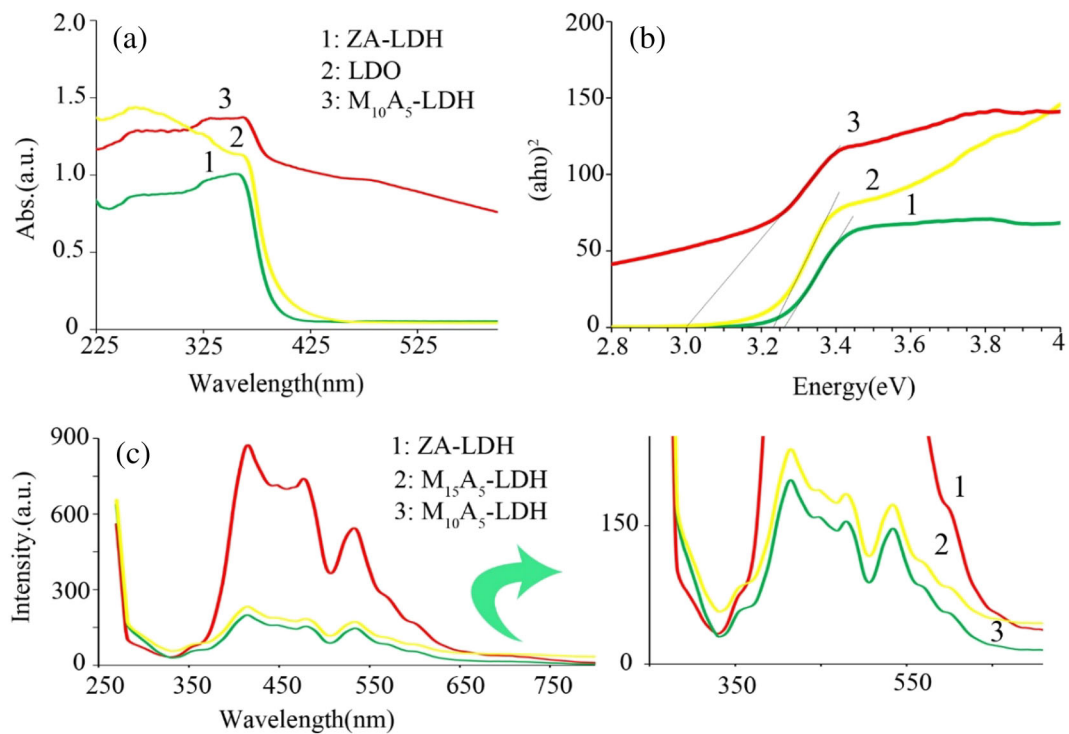 (a)
1: ZA-LDH
2: LDO
3: M₁₀A₅-LDH
2.0
1.5
1.0
0.5
0
Abs.(a.u.)
3
2
1
225 325 425 525
Wavelength(nm)
(b)
200
150
100
50
0
(ahυ)²
3
2
1
2.8 3.0 3.2 3.4 3.6 3.8 4
Energy(eV)
(c)
1: ZA-LDH
2: M₁₅A₅-LDH
3: M₁₀A₅-LDH
900
600
300
0
Intensity.(a.u.)
250 350 450 550 650 750
Wavelength(nm)
150
0
1
2
3
350 550